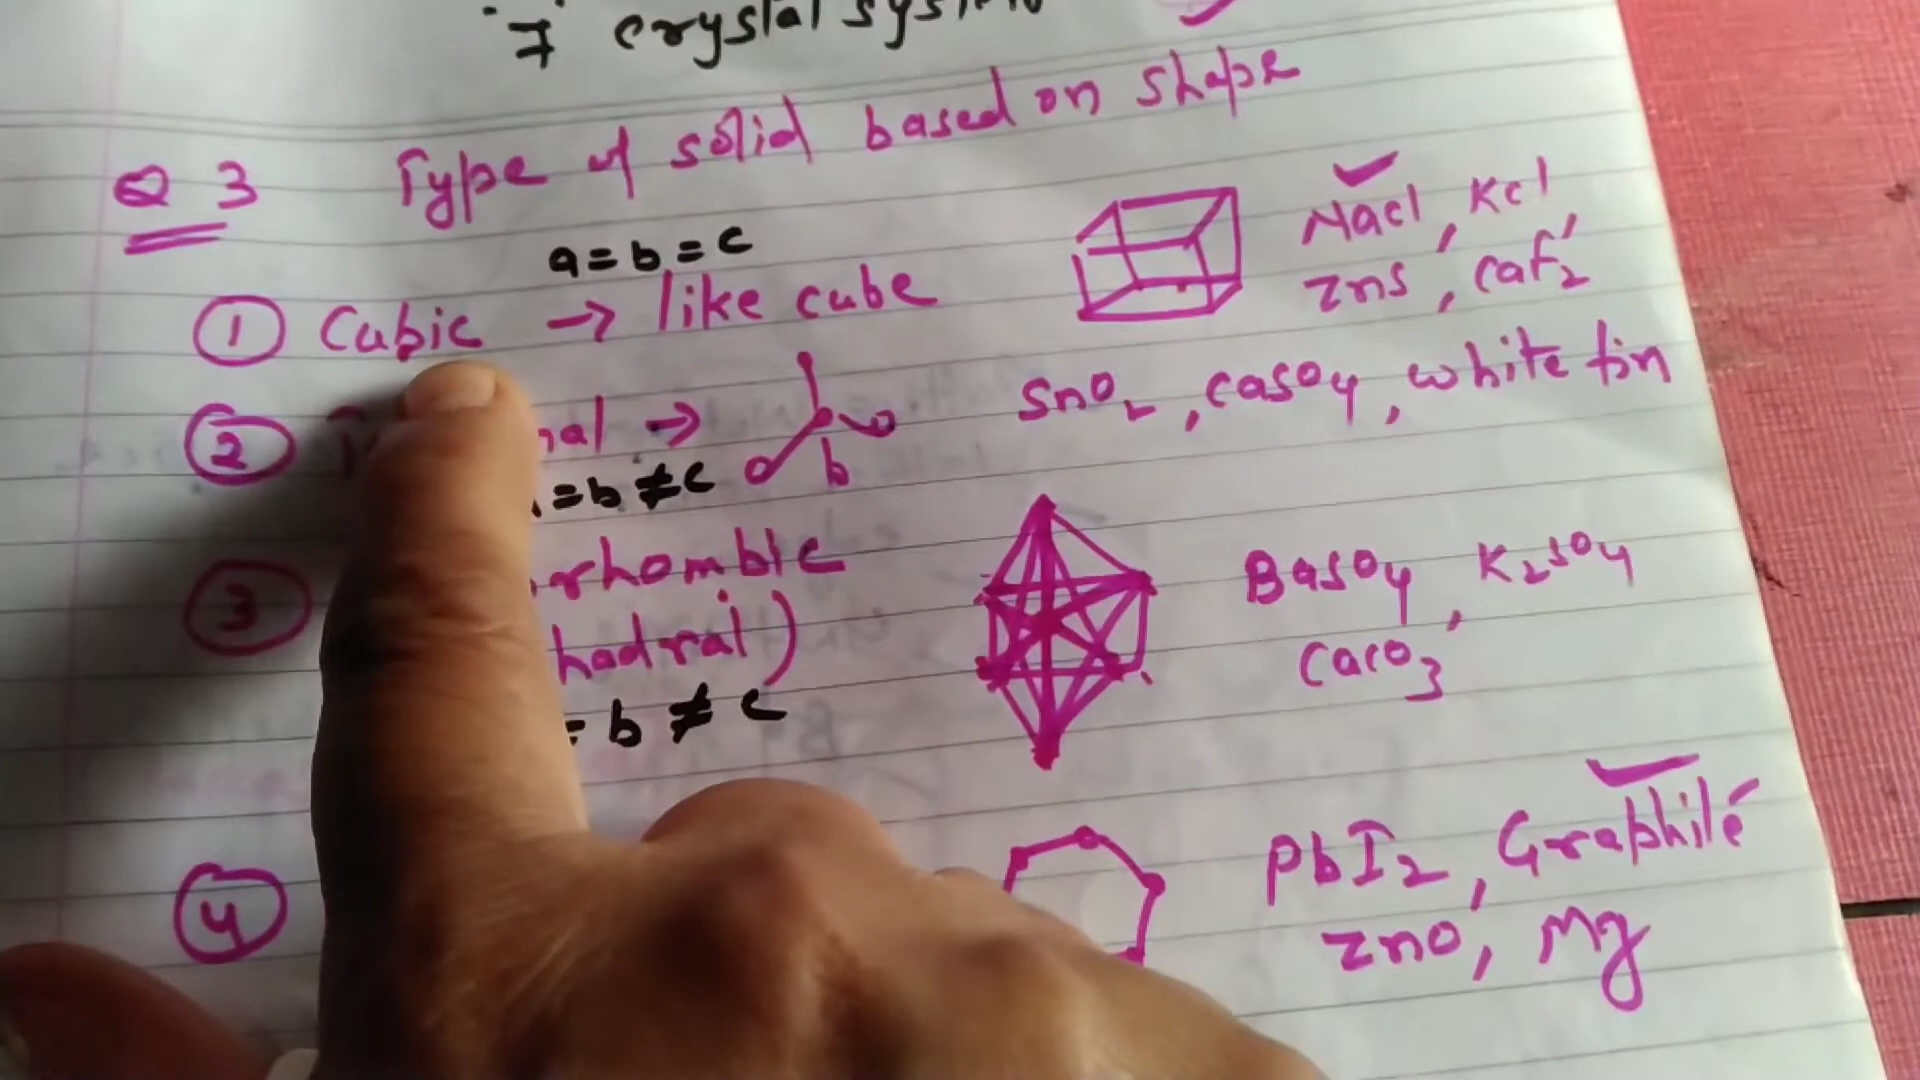 7 crystal system
Q 3 Type of solid based on shape
a = b = c
① Cubic → like cube
NaCl, KCl,
ZnS, CaF2
② nal →
b
SnO2, CaSO4, white tin
= b ≠ c
③ rhombic
hadral)
BaSO4, K2SO4,
CaCO3
= b ≠ c
④
PbI2, Graphite
ZnO, Mg